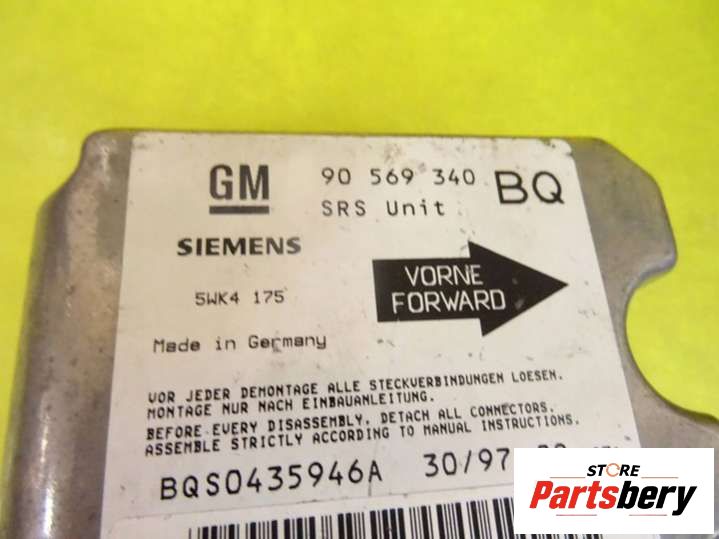 GM
90 569 340 BQ
SRS Unit
SIEMENS
VORNE
FORWARD
5WK4 175
Made in Germany
VOR JEDER DEMONTAGE ALLE STECKVERBINDUNGEN LOESEN.
MONTAGE NUR NACH EINBAUANLEITUNG.
BEFORE EVERY DISASSEMBLY, DETACH ALL CONNECTORS.
ASSEMBLE STRICTLY ACCORDING TO MANUAL INSTRUCTIONS.
BQS0435946A 30/97
STORE
Partsbery